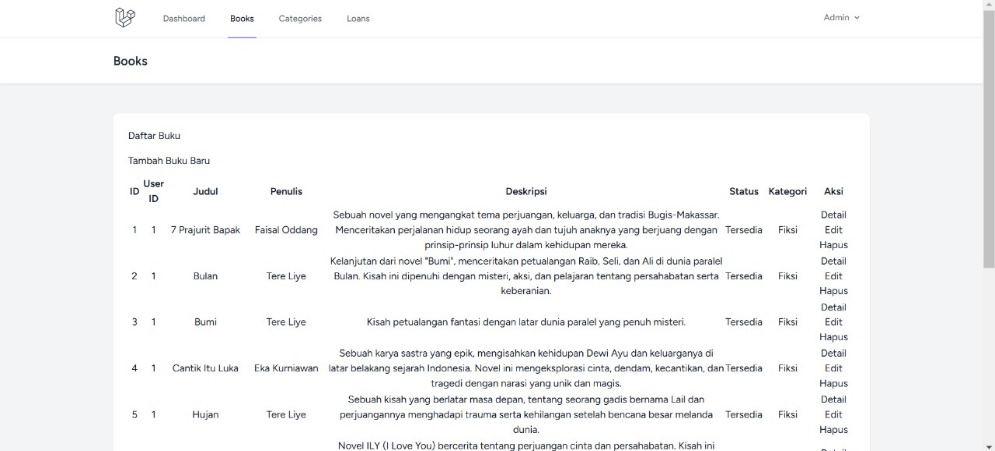 Dashboard Books Categories Loans Admin
Books
Daftar Buku
Tambah Buku Baru
ID User ID Judul Penulis Deskripsi Status Kategori Aksi
1 1 7 Prajurit Bapak Faisal Oddang Sebuah novel yang mengangkat tema perjuangan, keluarga, dan tradisi Bugis-Makassar.
Menceritakan perjalanan hidup seorang ayah dan tujuh anaknya yang berjuang dengan
prinsip-prinsip luhur dalam kehidupan mereka. Tersedia Fiksi Detail
Edit
Hapus
2 1 Bulan Tere Liye Kelanjutan dari novel "Bumi", menceritakan petualangan Raib, Seli, dan Ali di dunia paralel
Bulan. Kisah ini dipenuhi dengan misteri, aksi, dan pelajaran tentang persahabatan serta
keberanian. Tersedia Fiksi Detail
Edit
Hapus
3 1 Bumi Tere Liye Kisah petualangan fantasi dengan latar dunia paralel yang penuh misteri. Tersedia Fiksi Detail
Edit
Hapus
4 1 Cantik Itu Luka Eka Kurniawan Sebuah karya sastra yang epik, mengisahkan kehidupan Dewi Ayu dan keluarganya di
latar belakang sejarah Indonesia. Novel ini mengeksplorasi cinta, dendam, kecantikan, dan
tragedi dengan narasi yang unik dan magis. Tersedia Fiksi Detail
Edit
Hapus
5 1 Hujan Tere Liye Sebuah kisah yang berlatar masa depan, tentang seorang gadis bernama Lail dan
perjuangannya menghadapi trauma serta kehilangan setelah bencana besar melanda
dunia. Tersedia Fiksi Detail
Edit
Hapus
Novel ILY (I Love You) bercerita tentang perjuangan cinta dan persahabatan. Kisah ini